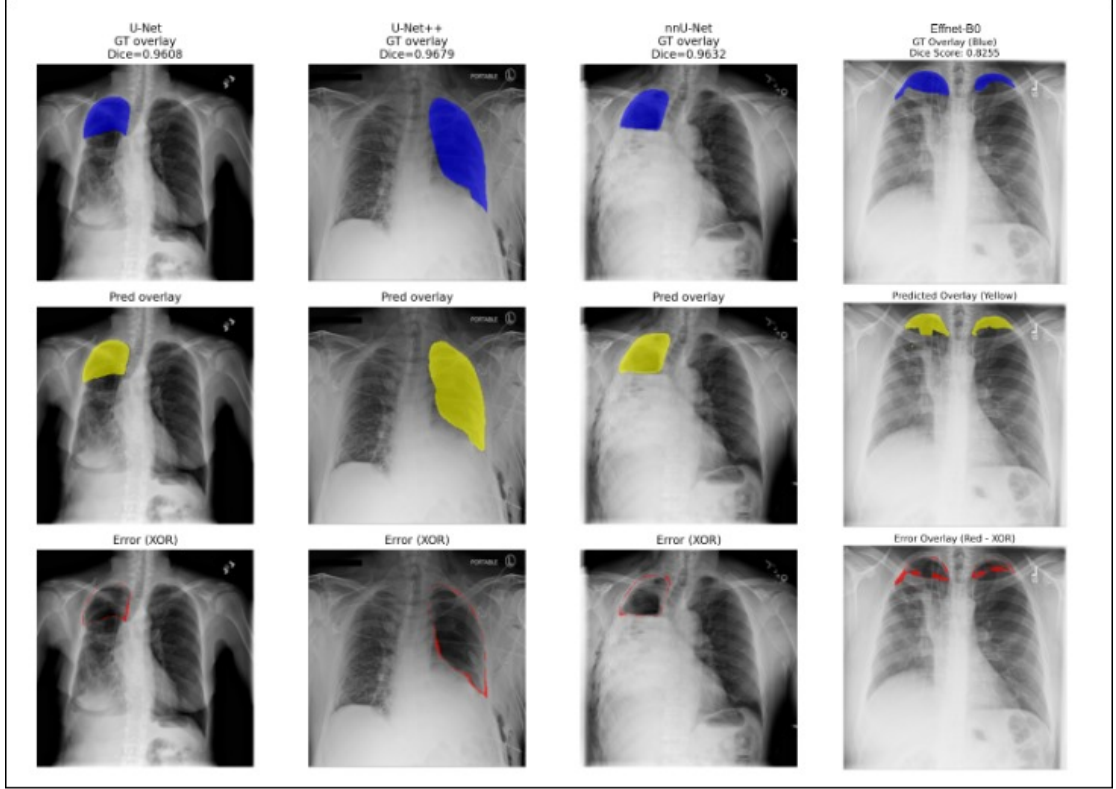 U-Net
GT overlay
Dice=0.9608
U-Net++
GT overlay
Dice=0.9679
nnU-Net
GT overlay
Dice=0.9632
Effnet-B0
GT Overlay (Blue)
Dice Score: 0.8255
PORTABLE L
Pred overlay
Pred overlay
Pred overlay
Predicted Overlay (Yellow)
PORTABLE L
Error (XOR)
Error (XOR)
Error (XOR)
Error Overlay (Red - XOR)
PORTABLE L